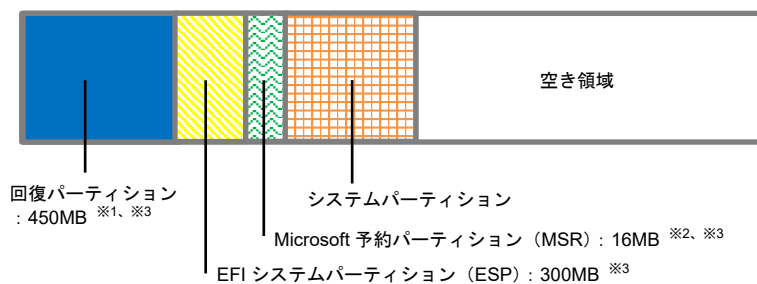 空き領域
回復パーティション
：450MB ※1、※3
システムパーティション
Microsoft 予約パーティション（MSR）：16MB ※2、※3
EFI システムパーティション（ESP）：300MB ※3